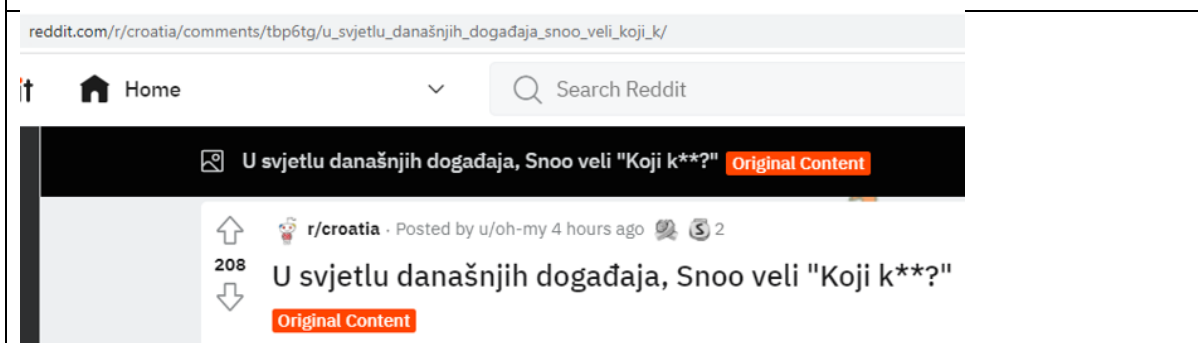 reddit.com/r/croatia/comments/tbp6tg/u_svjetlu_današnjih_događaja_snoo_veli_koji_k/
it Home Search Reddit
U svjetlu današnjih događaja, Snoo veli "Koji k**?" Original Content
r/croatia · Posted by u/oh-my 4 hours ago 2
208
U svjetlu današnjih događaja, Snoo veli "Koji k**?"
Original Content